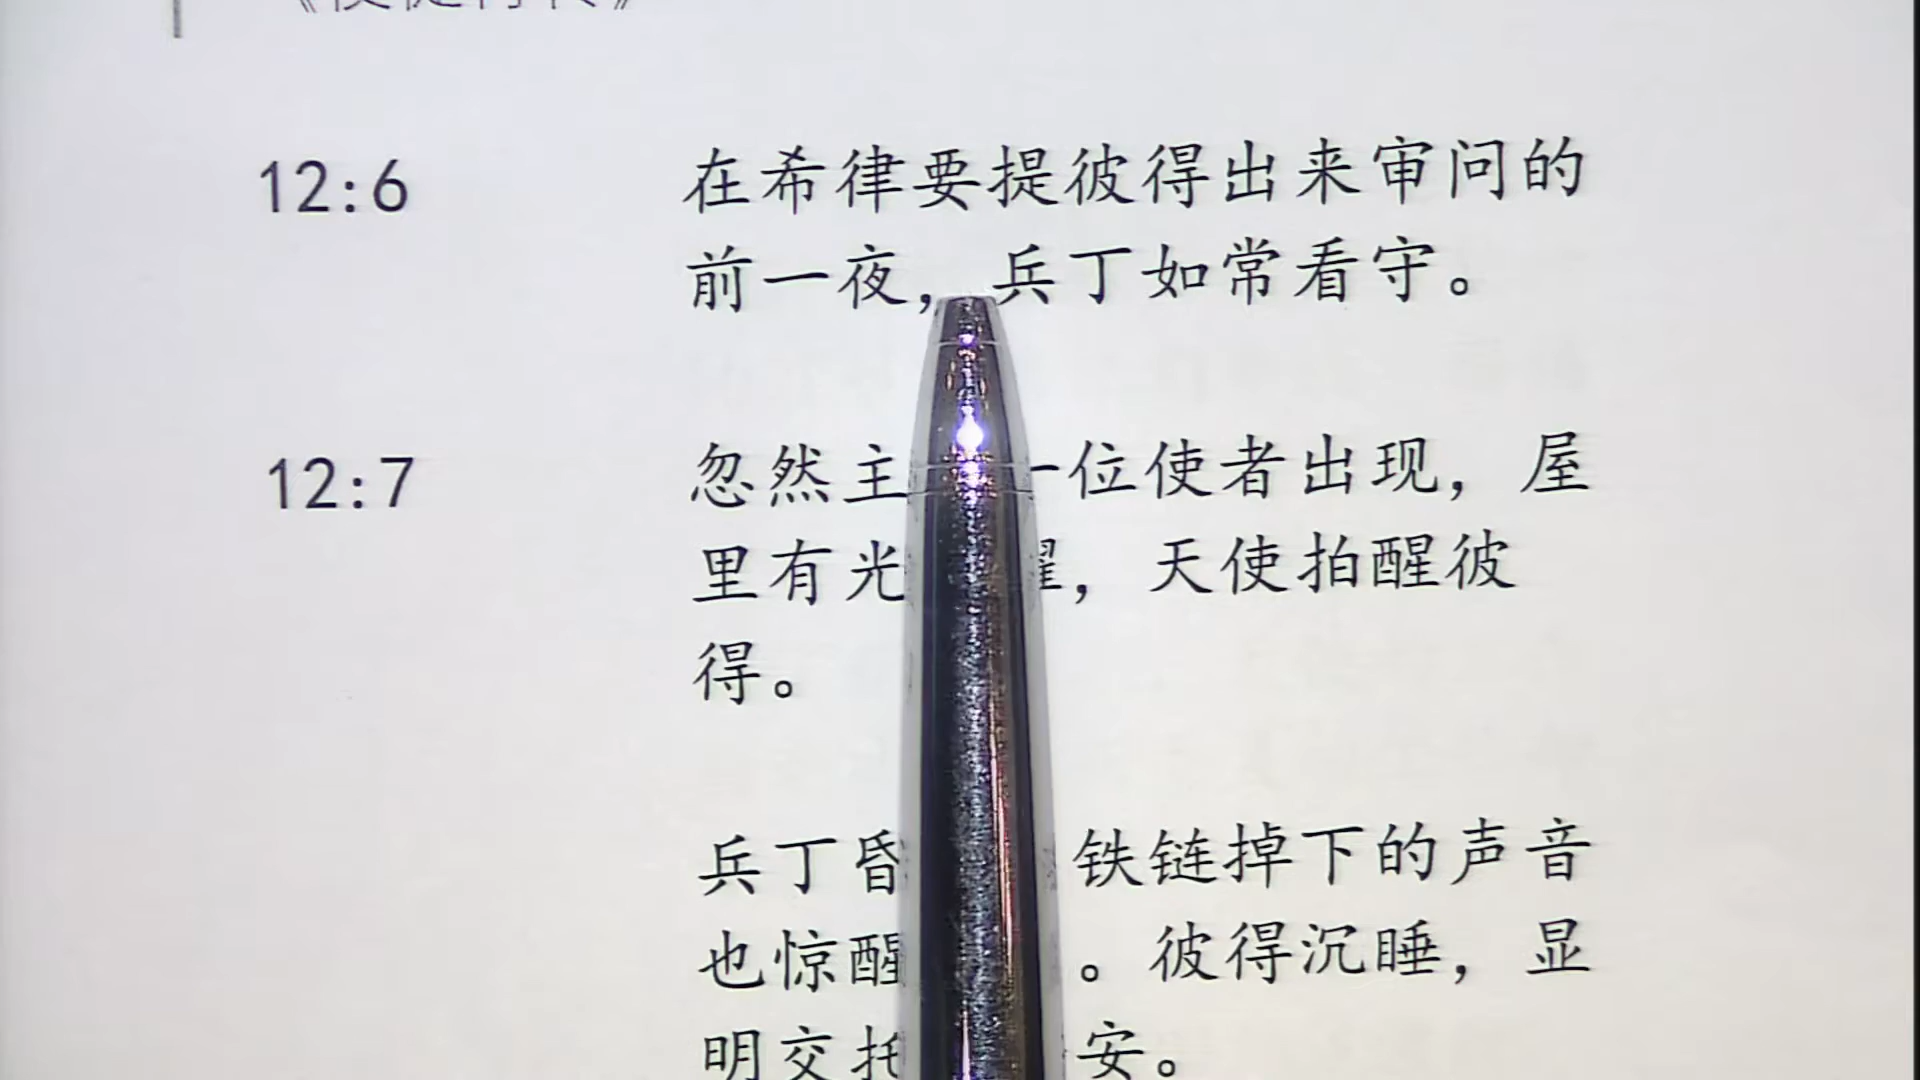 12:6 在希律要提彼得出来审问的
前一夜，兵丁如常看守。
12:7 忽然主 一位使者出现，屋
里有光 ，天使拍醒彼
得。
兵丁昏 铁链掉下的声音
也惊醒 。彼得沉睡，显
明交托 安。